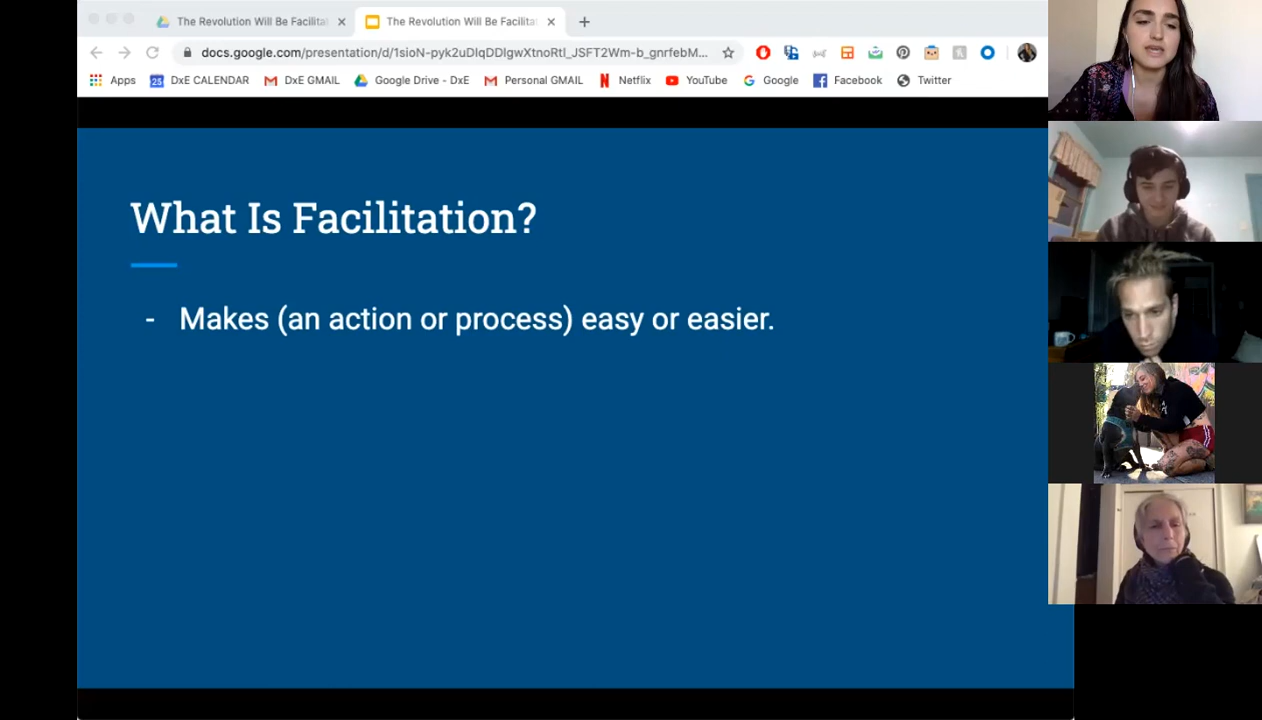 The Revolution Will Be Facilita
The Revolution Will Be Facilita
docs.google.com/presentation/d/1sioN-pyk2uDlqDDlgwXtnoRtl_JSFT2Wm-b_gnrfebM...
Apps
25
DxE CALENDAR
DxE GMAIL
Google Drive - DxE
Personal GMAIL
Netflix
YouTube
Google
Facebook
Twitter
What Is Facilitation?
- Makes (an action or process) easy or easier.